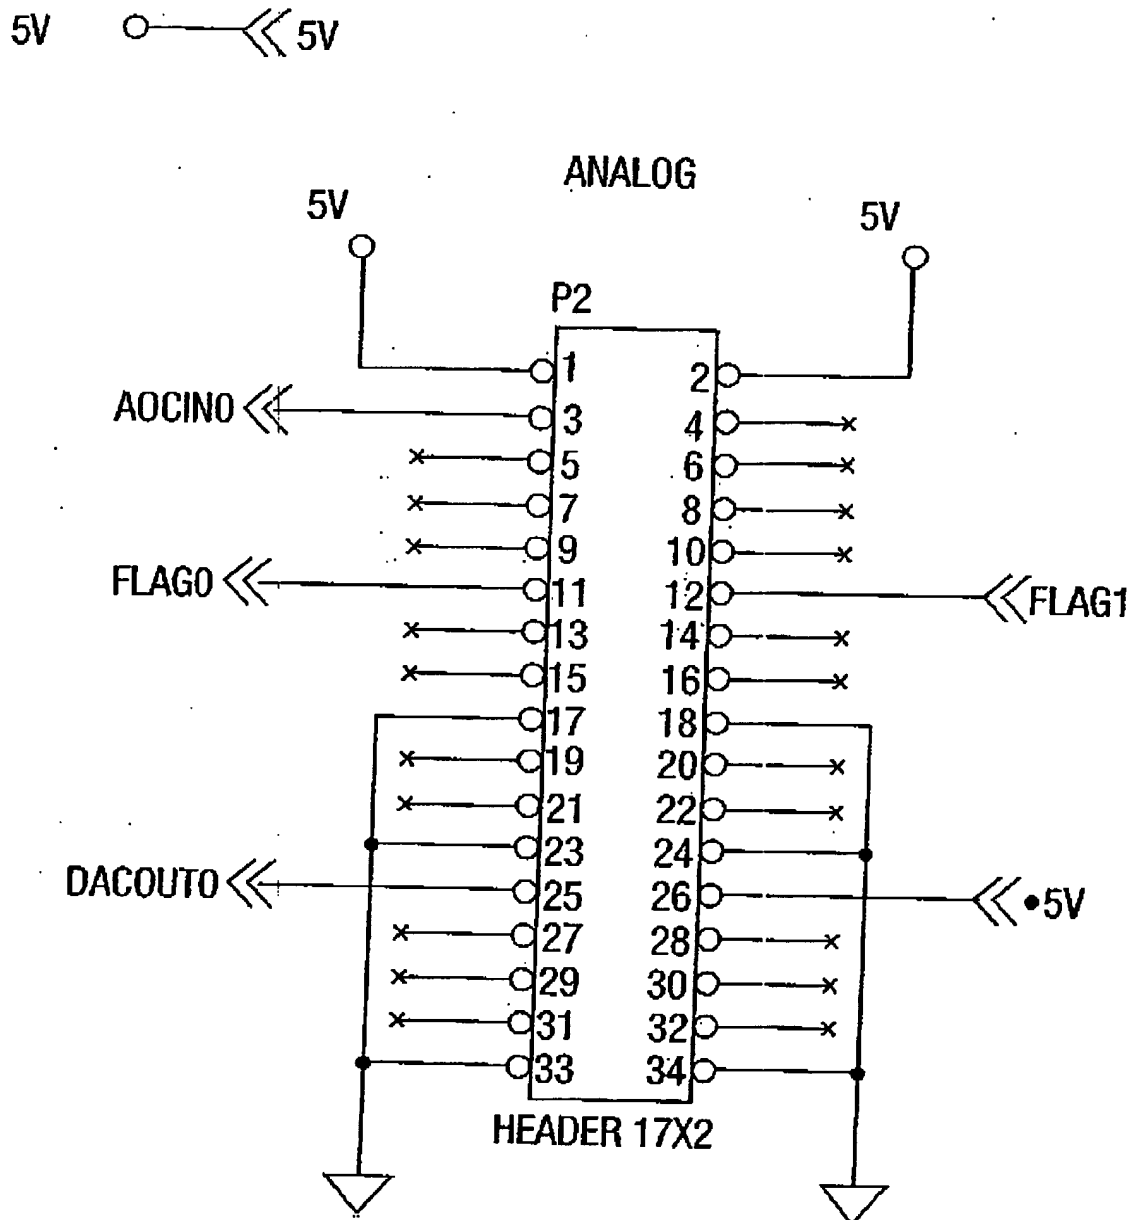 5V 5V
ANALOG
5V 5V
P2
1 2
AOCIN0 3 4
5 6
7 8
9 10
FLAG0 11 12 FLAG1
13 14
15 16
17 18
19 20
21 22
23 24
DACOUT0 25 26 •5V
27 28
29 30
31 32
33 34
HEADER 17X2